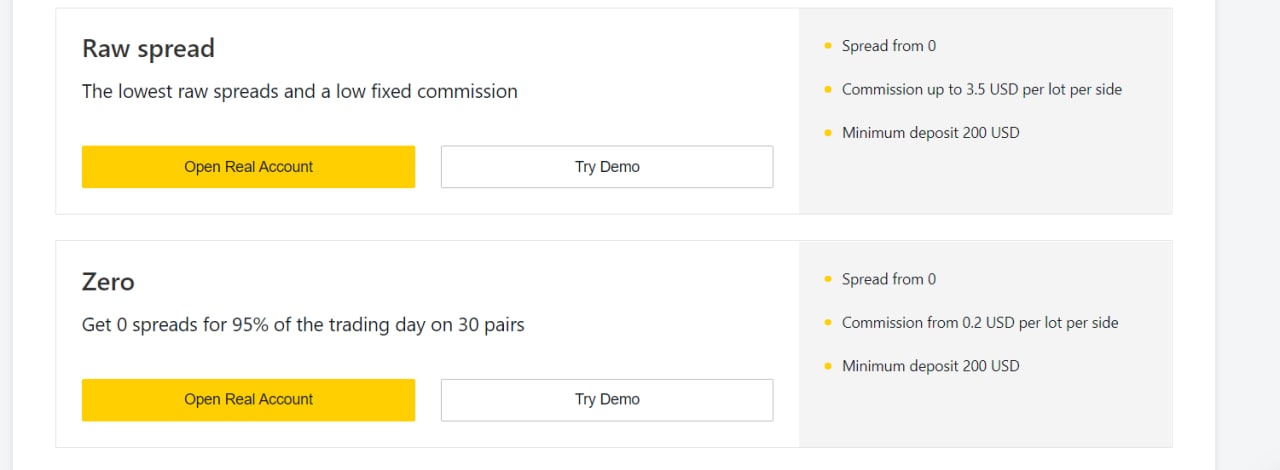 Raw spread
The lowest raw spreads and a low fixed commission
Open Real Account
Try Demo
Spread from 0
Commission up to 3.5 USD per lot per side
Minimum deposit 200 USD
Zero
Get 0 spreads for 95% of the trading day on 30 pairs
Open Real Account
Try Demo
Spread from 0
Commission from 0.2 USD per lot per side
Minimum deposit 200 USD